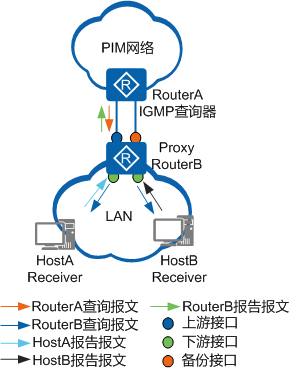 PIM网络
R
RouterA
IGMP查询器
R
Proxy
RouterB
LAN
HostA
Receiver
HostB
Receiver
RouterA查询报文
RouterB报告报文
RouterB查询报文
上游接口
HostA报告报文
下游接口
HostB报告报文
备份接口